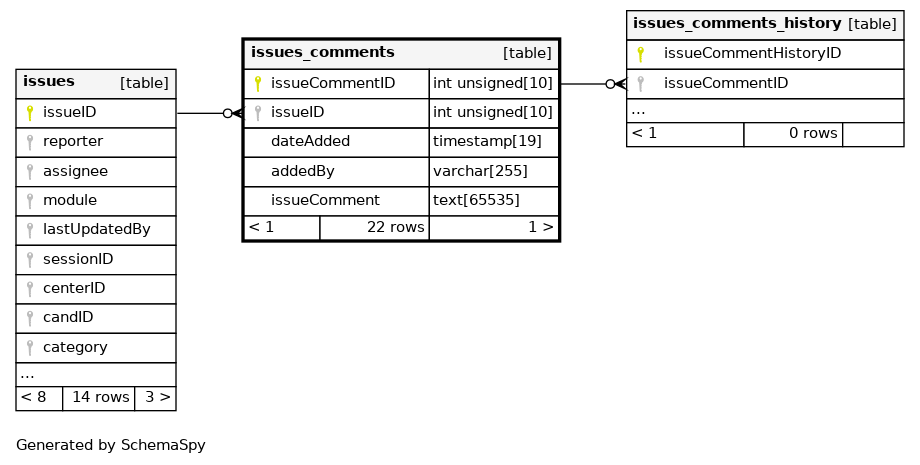 issues [table]
issueID
reporter
assignee
module
lastUpdatedBy
sessionID
centerID
candID
category
...
< 8 14 rows 3 >
issues_comments [table]
issueCommentID int unsigned[10]
issueID int unsigned[10]
dateAdded timestamp[19]
addedBy varchar[255]
issueComment text[65535]
< 1 22 rows 1 >
issues_comments_history [table]
issueCommentHistoryID
issueCommentID
...
< 1 0 rows
Generated by SchemaSpy